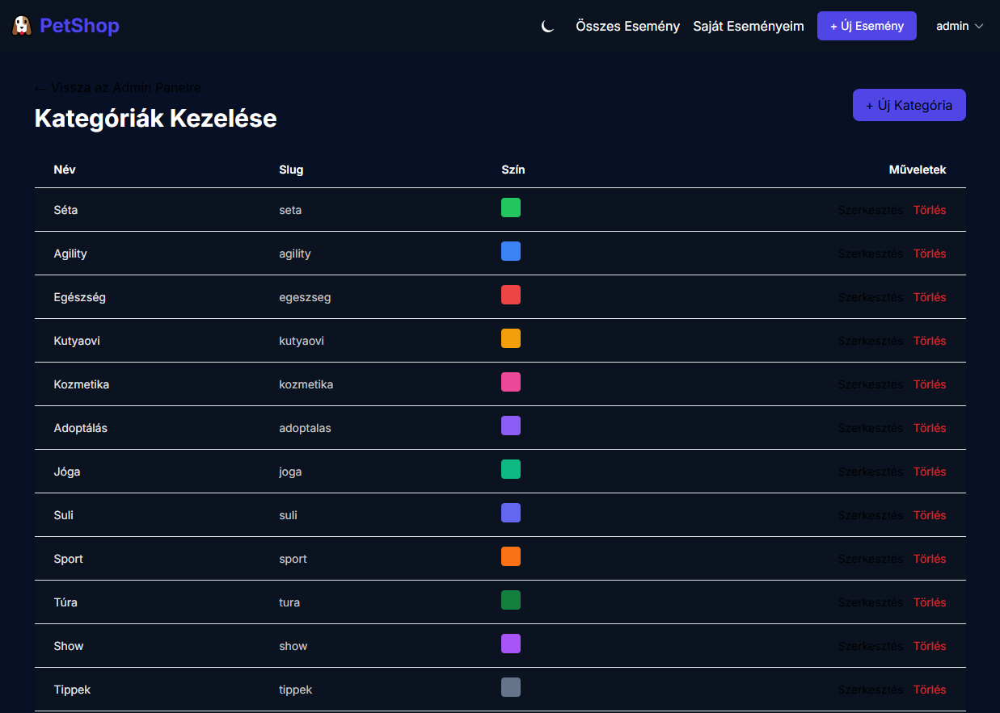 PetShop
Összes Esemény Saját Eseményeim + Új Esemény admin
← Vissza az Admin Panelre
Kategóriák Kezelése
+ Új Kategória
Név Slug Szín Műveletek
Séta seta Szerkesztés Törlés
Agility agility Szerkesztés Törlés
Egészség egeszseg Szerkesztés Törlés
Kutyaovi kutyaovi Szerkesztés Törlés
Kozmetika kozmetika Szerkesztés Törlés
Adoptálás adoptalas Szerkesztés Törlés
Jóga joga Szerkesztés Törlés
Suli suli Szerkesztés Törlés
Sport sport Szerkesztés Törlés
Túra tura Szerkesztés Törlés
Show show Szerkesztés Törlés
Tippek tippek Szerkesztés Törlés